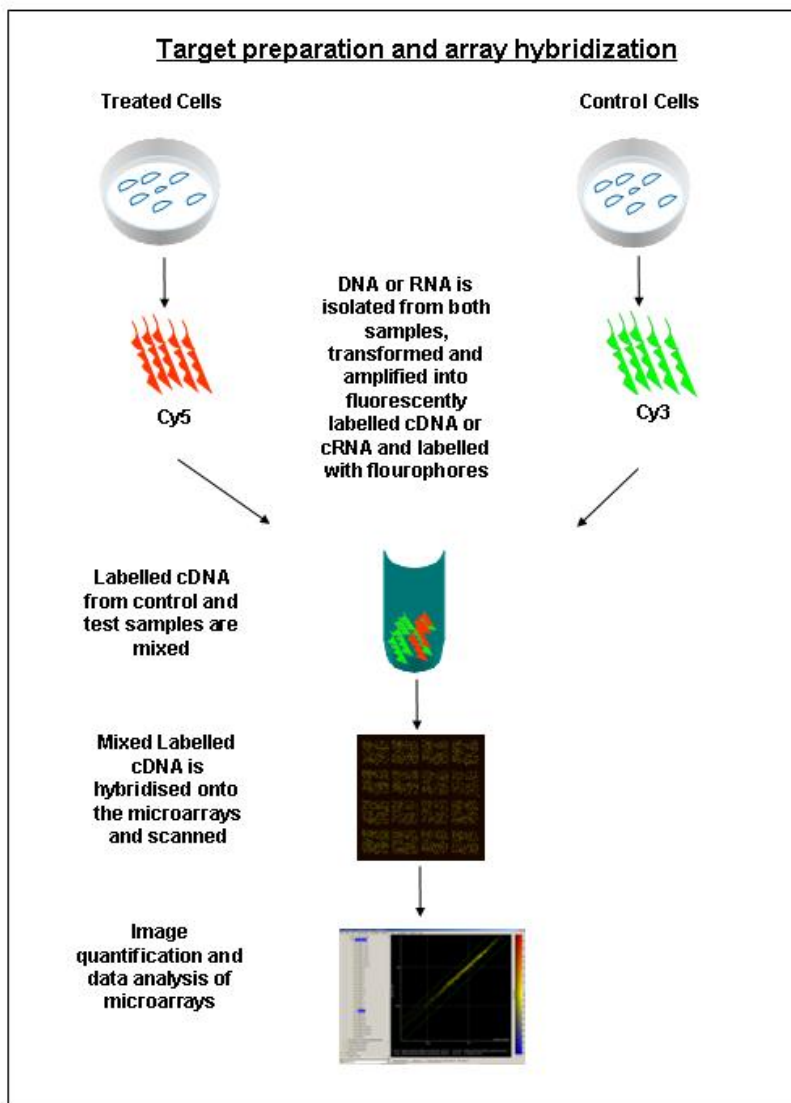 Target preparation and array hybridization
Treated Cells
Control Cells
DNA or RNA is
isolated from both
samples,
transformed and
amplified into
fluorescently
labelled cDNA or
cRNA and labelled
with flourophores
Cy5
Cy3
Labelled cDNA
from control and
test samples are
mixed
Mixed Labelled
cDNA is
hybridised onto
the microarrays
and scanned
Image
quantification and
data analysis of
microarrays